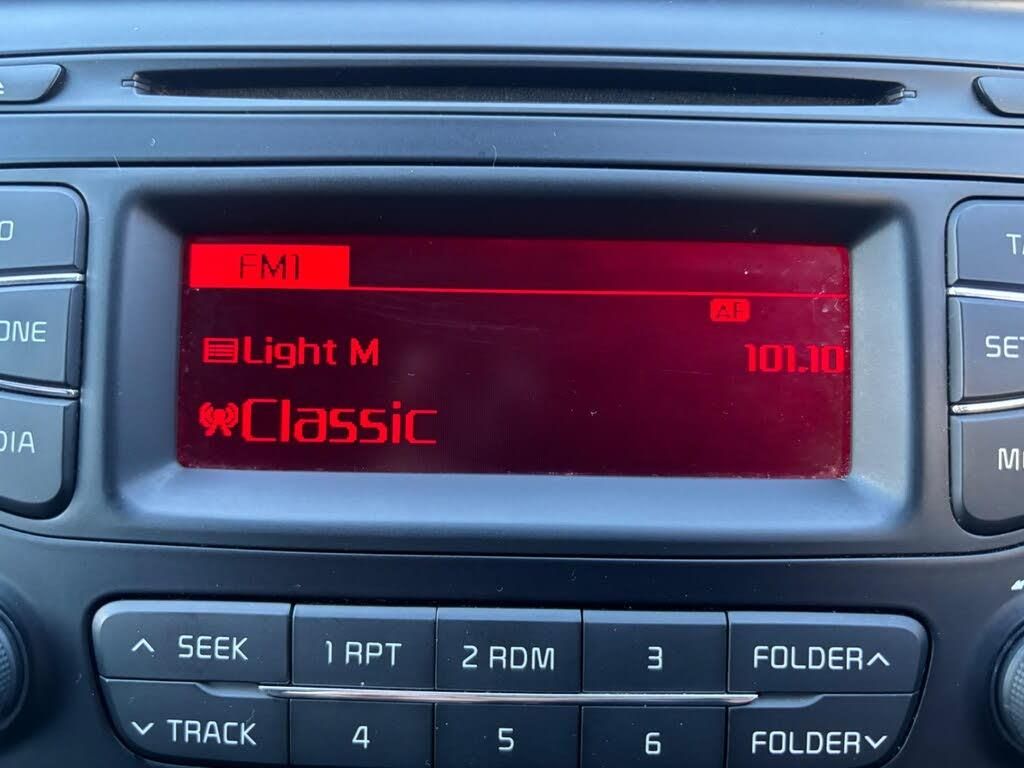 FM1
AF
Light M 101.10
Classic
SEEK
1 RPT
2 RDM
3
FOLDER
TRACK
4
5
6
FOLDER